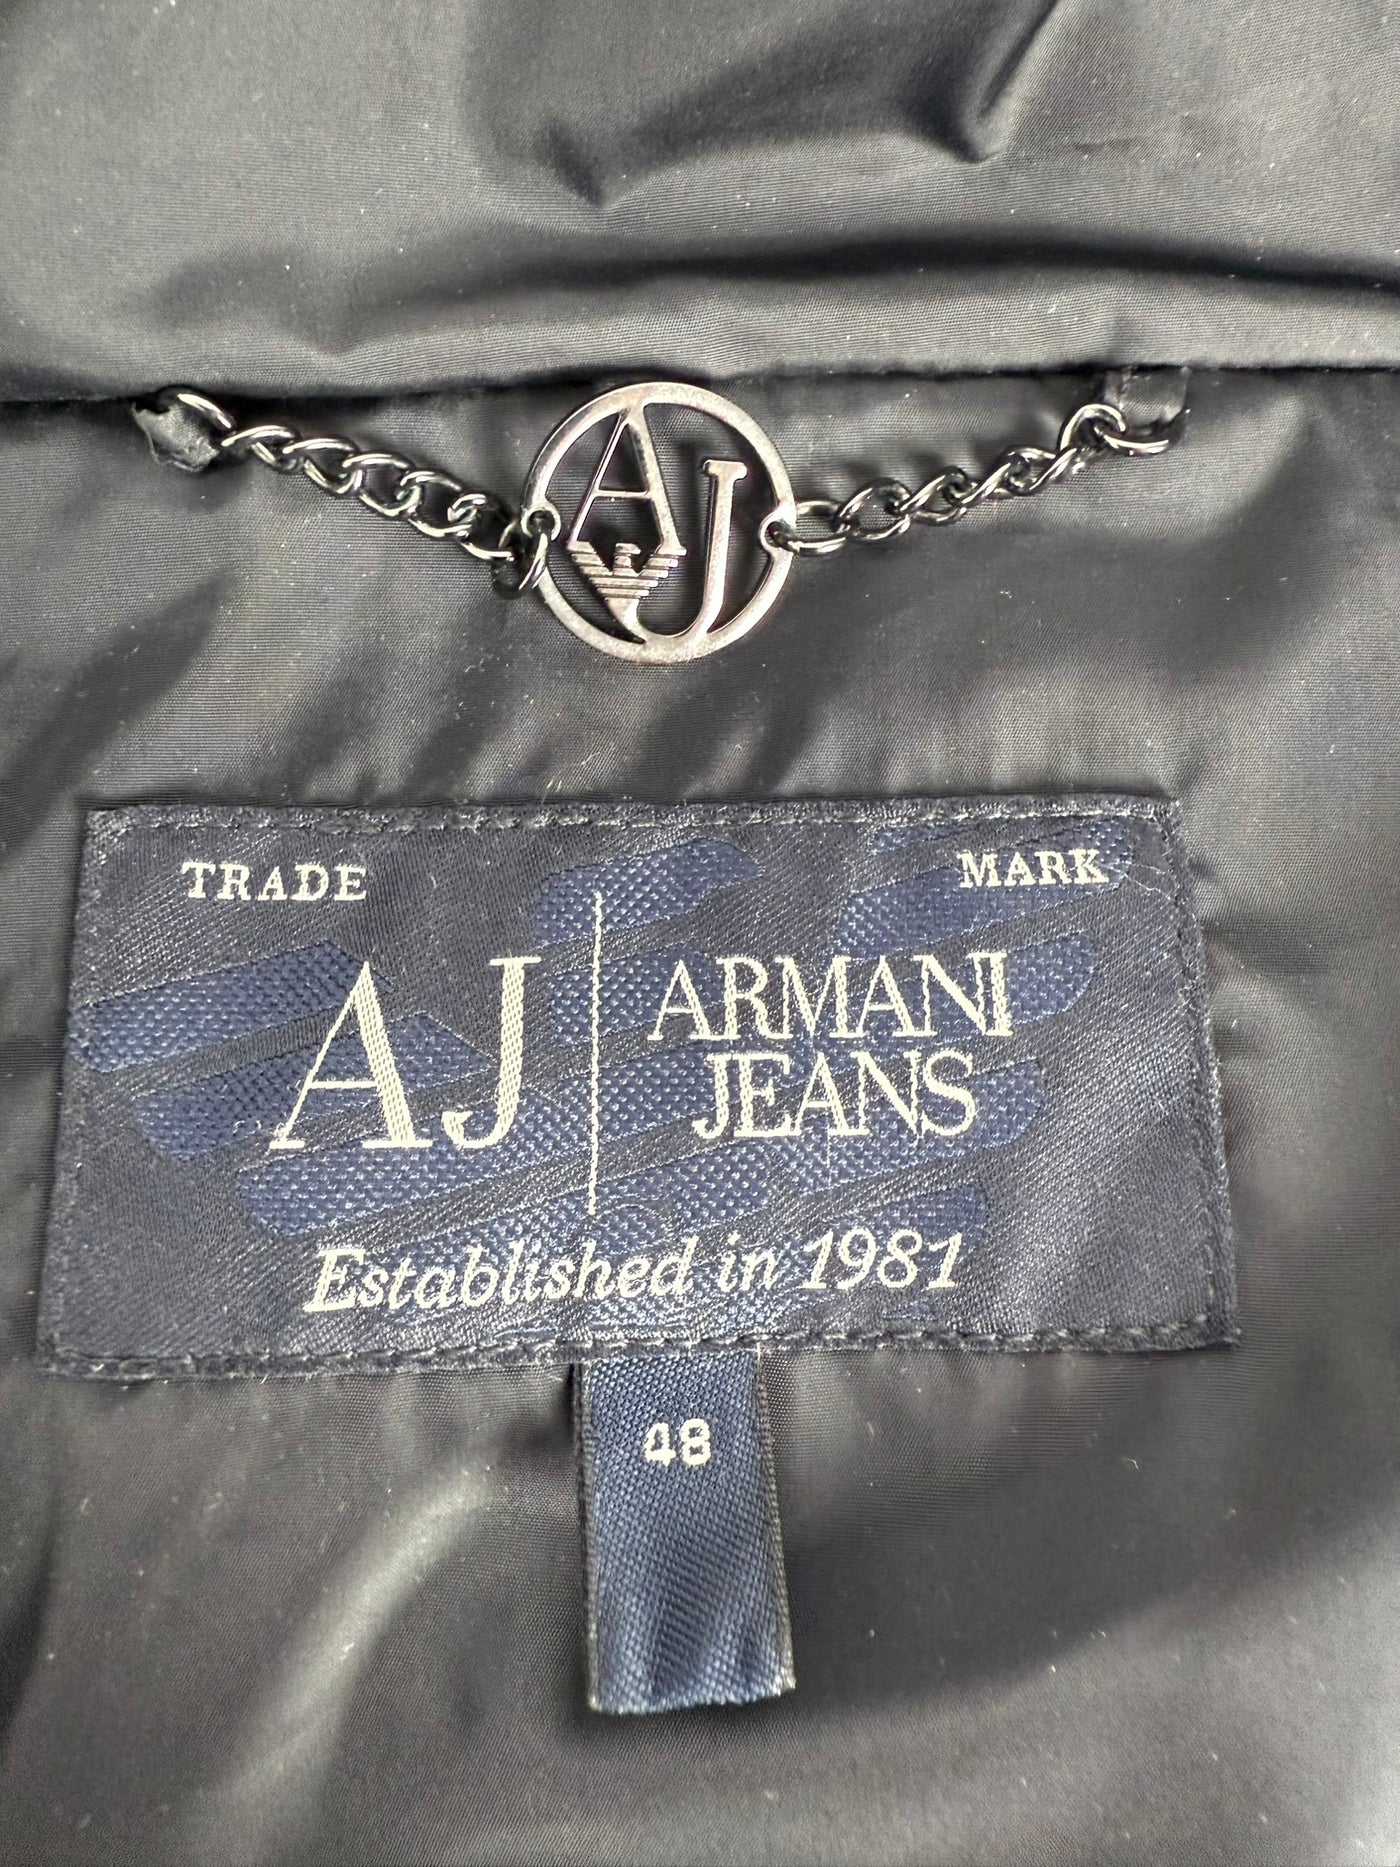 AJ
TRADE MARK
AJ ARMANI
JEANS
Established in 1981
48